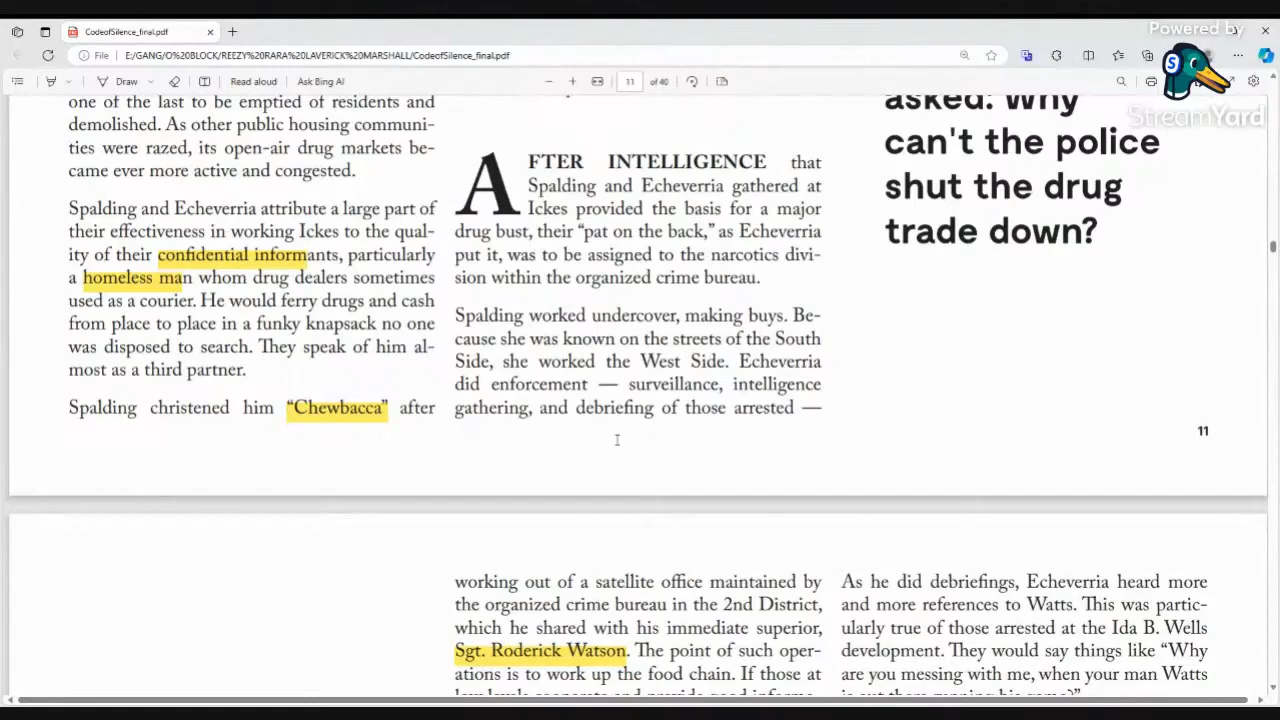 CodeofSilence_final.pdf
Powered by
File
E:/GANG/O%20BLOCK/REEZY%20RARA%20LAVERICK%20MARSHALL/CodeofSilence_final.pdf
Draw
Read aloud
Ask Bing AI
11 of 40
StreamYard
one of the last to be emptied of residents and
demolished. As other public housing communi-
ties were razed, its open-air drug markets be-
came ever more active and congested.
Spalding and Echeverria attribute a large part of
their effectiveness in working Ickes to the qual-
ity of their confidential informants, particularly
a homeless man whom drug dealers sometimes
used as a courier. He would ferry drugs and cash
from place to place in a funky knapsack no one
was disposed to search. They speak of him al-
most as a third partner.
Spalding christened him “Chewbacca” after
AFTER INTELLIGENCE that
Spalding and Echeverria gathered at
Ickes provided the basis for a major
drug bust, their “pat on the back,” as Echeverria
put it, was to be assigned to the narcotics divi-
sion within the organized crime bureau.
Spalding worked undercover, making buys. Be-
cause she was known on the streets of the South
Side, she worked the West Side. Echeverria
did enforcement — surveillance, intelligence
gathering, and debriefing of those arrested —
asked: Why
can't the police
shut the drug
trade down?
11
working out of a satellite office maintained by
the organized crime bureau in the 2nd District,
which he shared with his immediate superior,
Sgt. Roderick Watson. The point of such oper-
ations is to work up the food chain. If those at
As he did debriefings, Echeverria heard more
and more references to Watts. This was partic-
ularly true of those arrested at the Ida B. Wells
development. They would say things like “Why
are you messing with me, when your man Watts